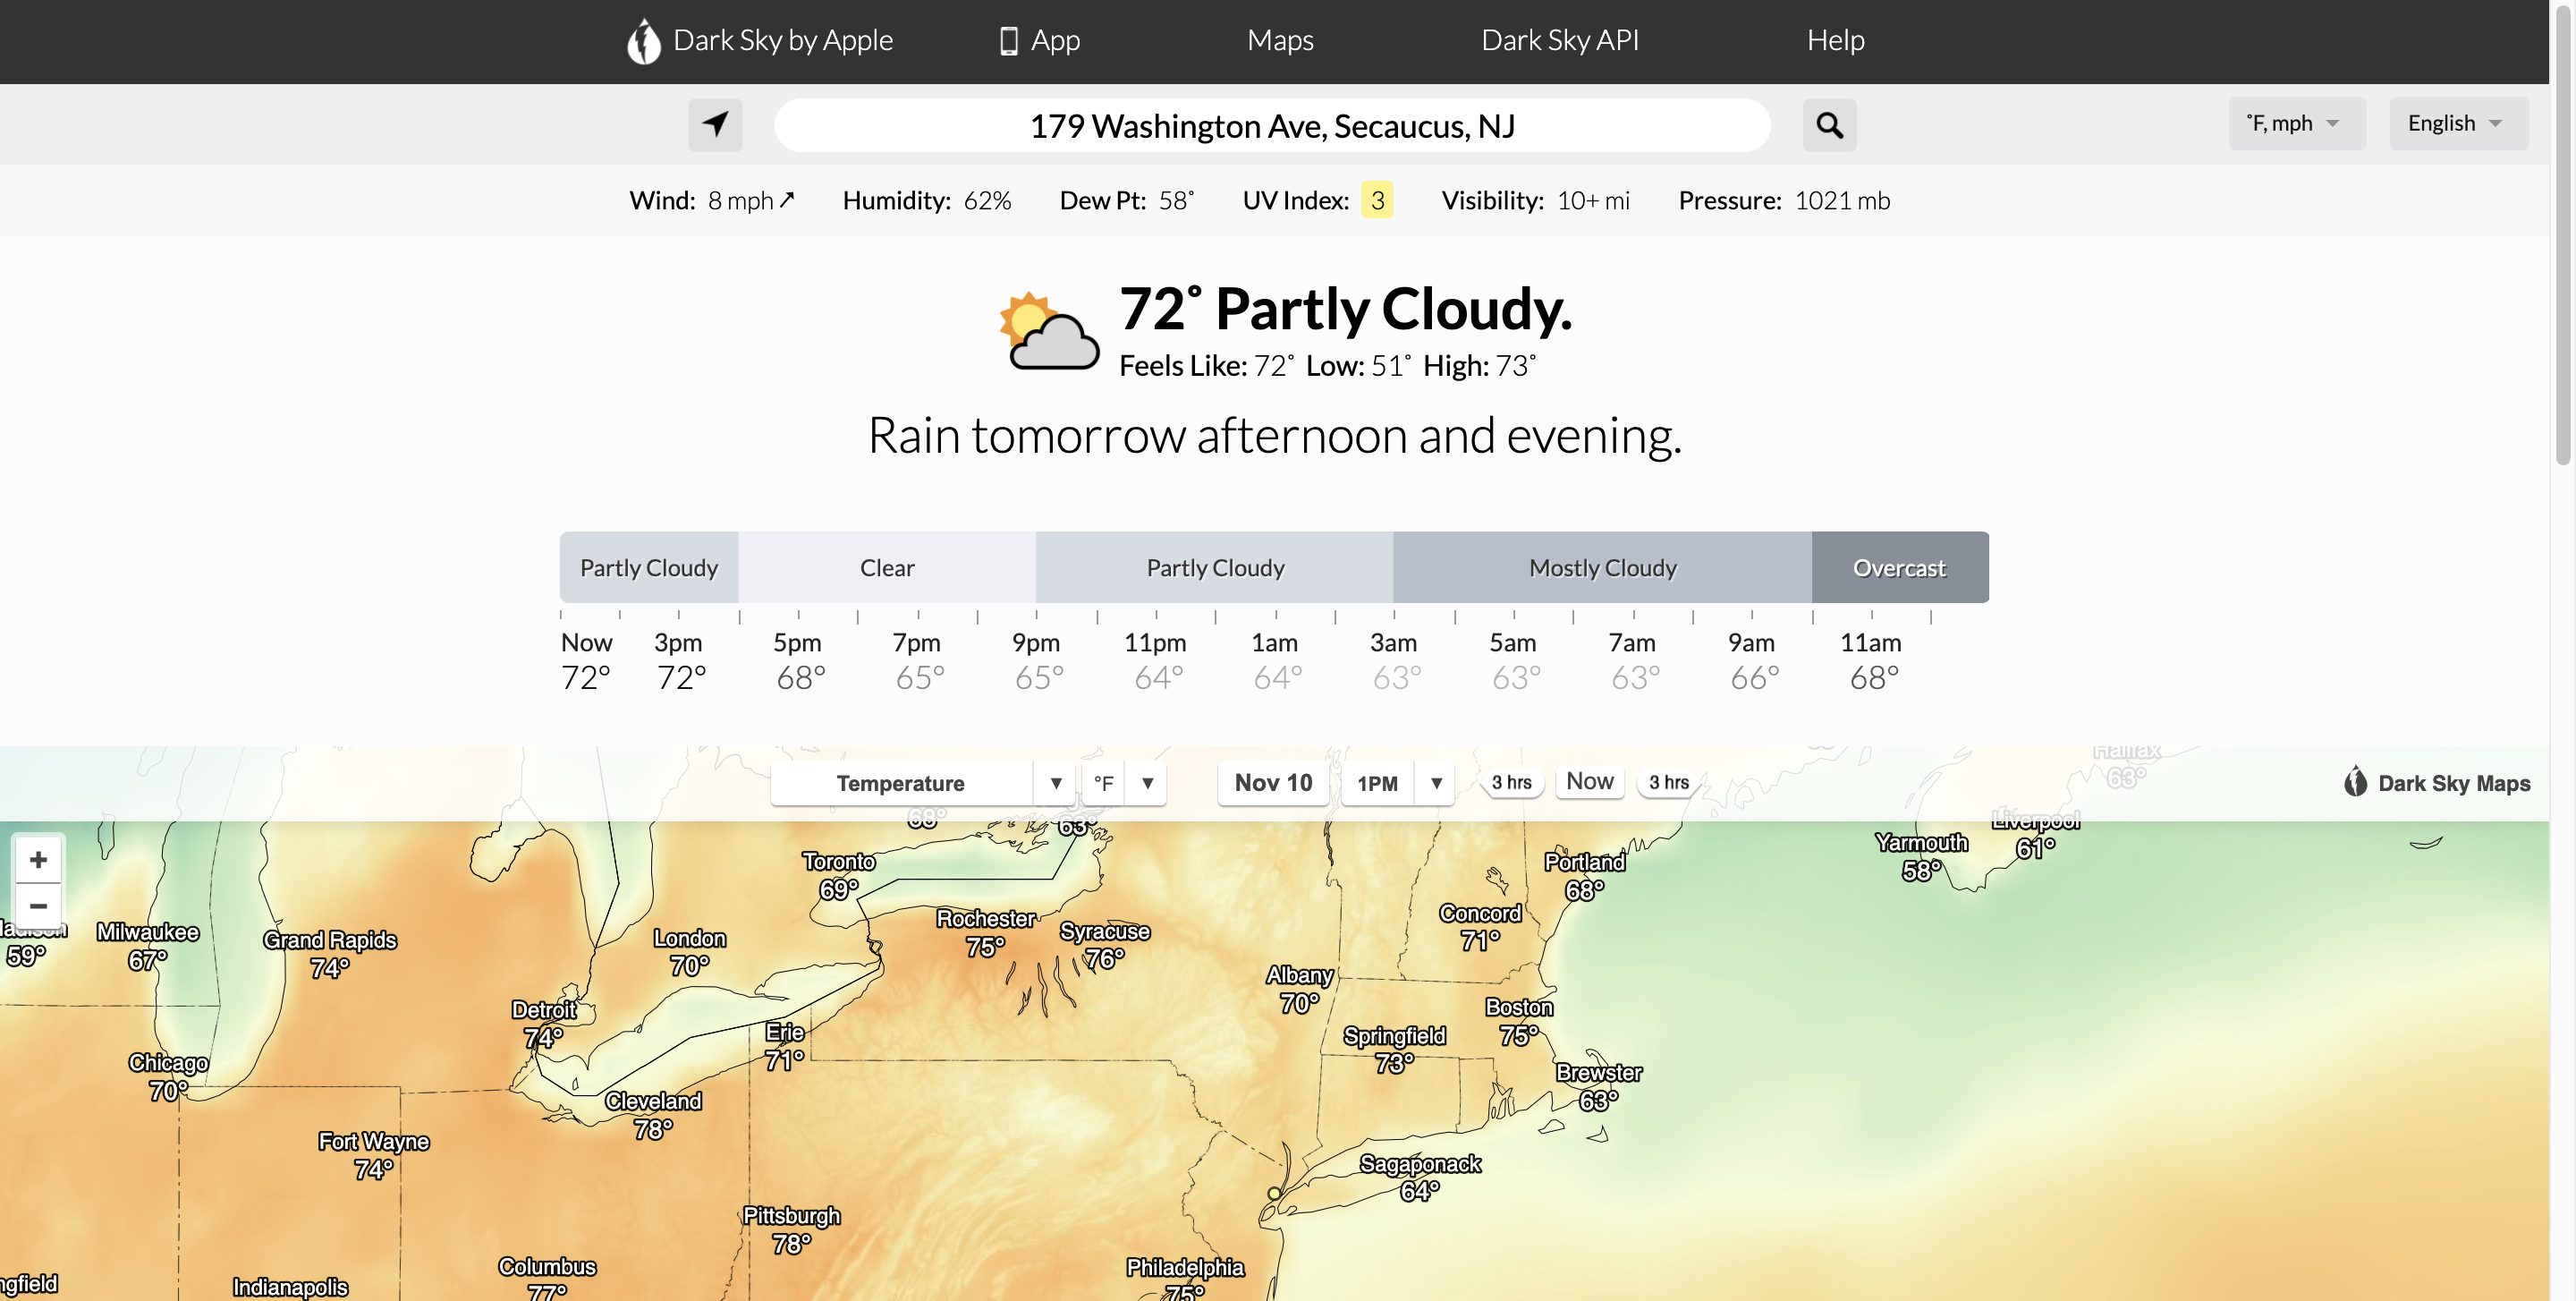 Dark Sky by Apple App Maps Dark Sky API Help
179 Washington Ave, Secaucus, NJ
˚F, mph English
Wind: 8 mph Humidity: 62% Dew Pt: 58˚ UV Index: 3 Visibility: 10+ mi Pressure: 1021 mb
72˚ Partly Cloudy.
Feels Like: 72˚ Low: 51˚ High: 73˚
Rain tomorrow afternoon and evening.
Partly Cloudy Clear Partly Cloudy Mostly Cloudy Overcast
Now 3pm 5pm 7pm 9pm 11pm 1am 3am 5am 7am 9am 11am
72° 72° 68° 65° 65° 64° 64° 63° 63° 63° 66° 68°
Temperature ▼ °F ▼ Nov 10 1PM ▼ 3 hrs Now 3 hrs
Dark Sky Maps
Halifax
63°
68°
63°
Liverpool
61°
Yarmouth
58°
+
−
Toronto
69°
Portland
68°
59°
Milwaukee
67°
Grand Rapids
74°
London
70°
Rochester
75°
Syracuse
76°
Concord
71°
Albany
70°
Boston
75°
Detroit
74°
Erie
71°
Springfield
73°
Chicago
70°
Cleveland
78°
Brewster
63°
Fort Wayne
74°
Sagaponack
64°
Pittsburgh
78°
Columbus
77°
Philadelphia
75°
ngfield
Indianapolis